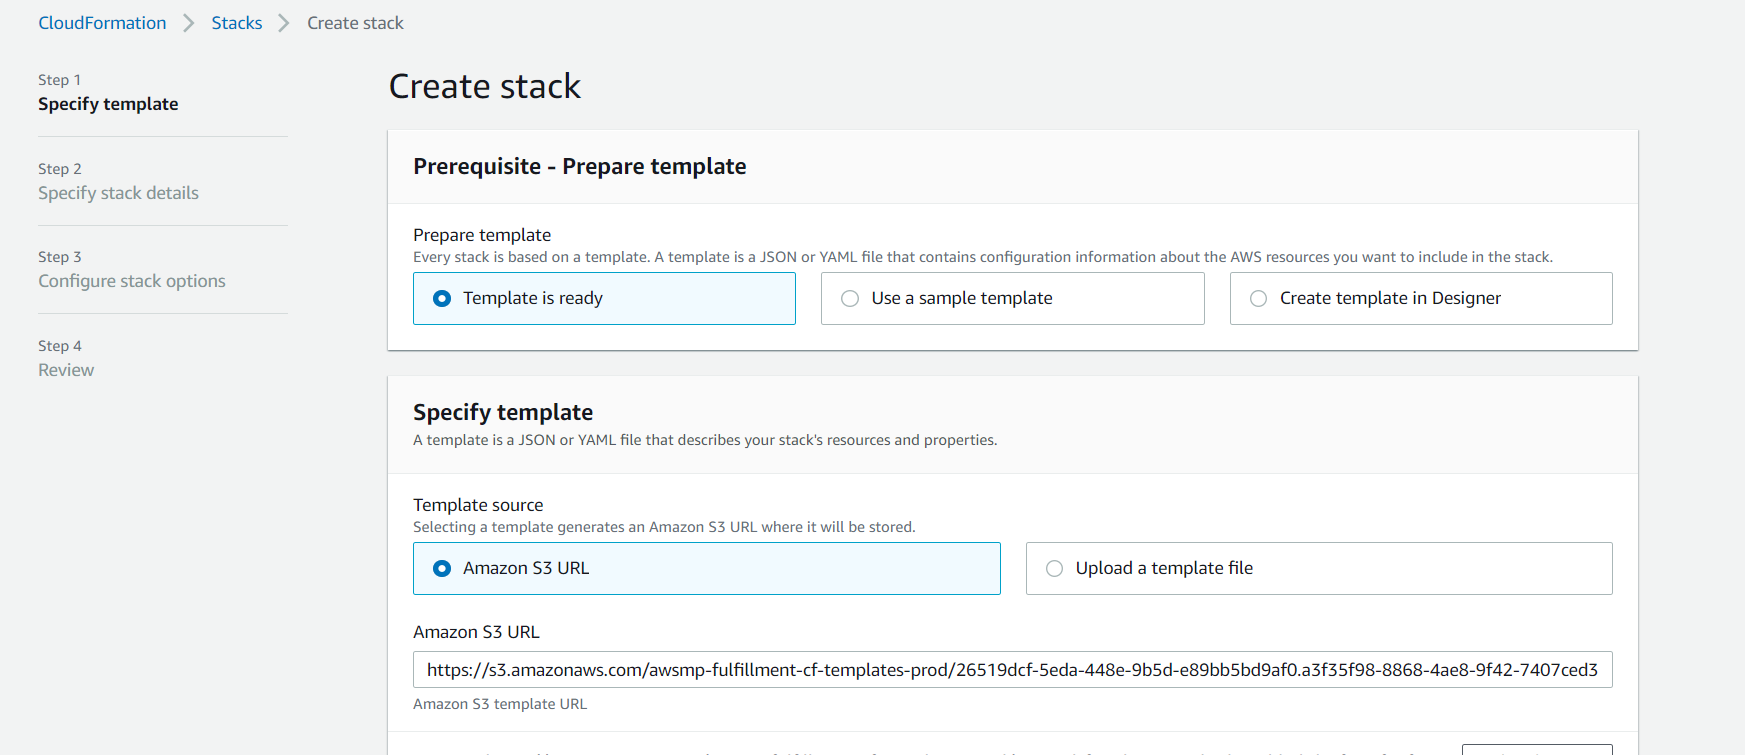 CloudFormation
Stacks
Create stack
Step 1
Specify template
Step 2
Specify stack details
Step 3
Configure stack options
Step 4
Review
Create stack
Prerequisite - Prepare template
Prepare template
Every stack is based on a template. A template is a JSON or YAML file that contains configuration information about the AWS resources you want to include in the stack.
Template is ready
Use a sample template
Create template in Designer
Specify template
A template is a JSON or YAML file that describes your stack's resources and properties.
Template source
Selecting a template generates an Amazon S3 URL where it will be stored.
Amazon S3 URL
Upload a template file
Amazon S3 URL
https://s3.amazonaws.com/awsmp-fulfillment-cf-templates-prod/26519dcf-5eda-448e-9b5d-e89bb5bd9af0.a3f35f98-8868-4ae8-9f42-7407ced3
Amazon S3 template URL